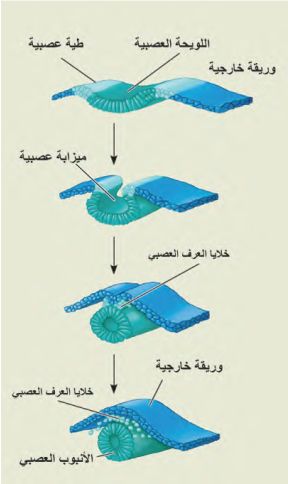 اللويحة العصبية
طية عصبية
وريقة خارجية
ميزابة عصبية
خلايا العرف العصبي
وريقة خارجية
خلايا العرف العصبي
الأنبوب العصبي